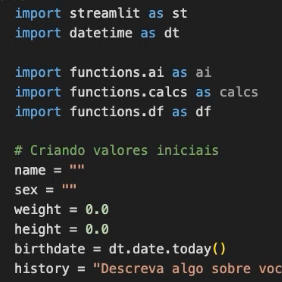 import streamlit as st
import datetime as dt
import functions.ai as ai
import functions.calcs as calcs
import functions.df as df
# Criando valores iniciais
name = ""
sex = ""
weight = 0.0
height = 0.0
birthdate = dt.date.today()
history = "Descreva algo sobre voc